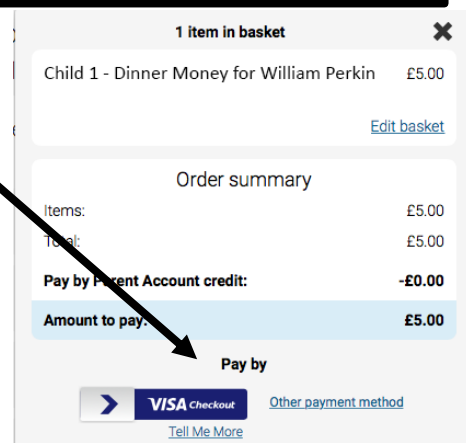 1 item in basket
Child 1 - Dinner Money for William Perkin £5.00
Edit basket
Order summary
Items: £5.00
Total: £5.00
Pay by Parent Account credit: -£0.00
Amount to pay: £5.00
Pay by
VISA Checkout Other payment method
Tell Me More